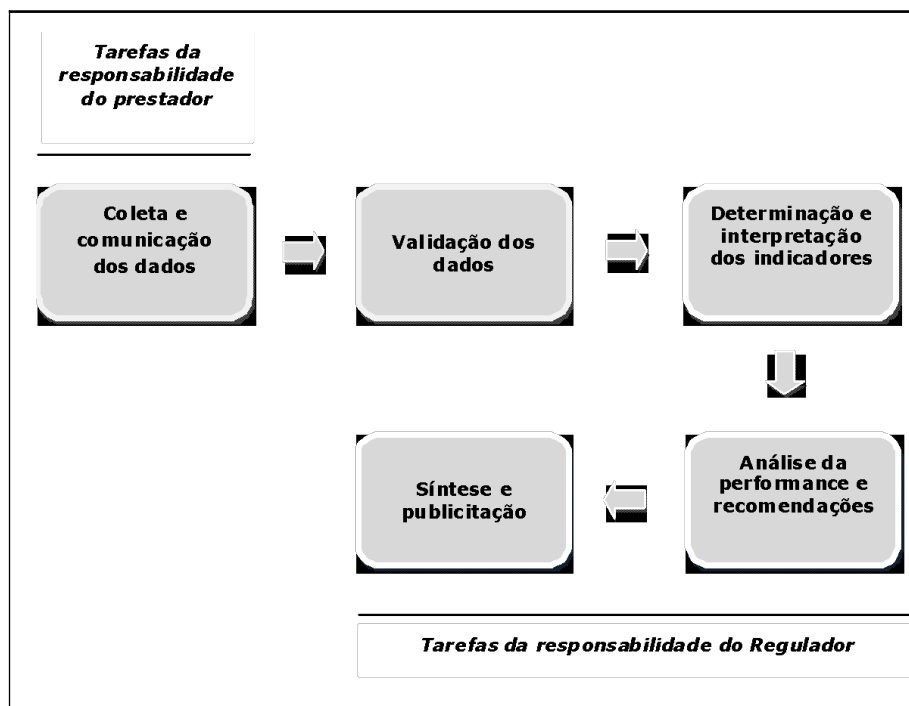 Tarefas da
responsabilidade
do prestador
Coleta e
comunicação
dos dados
Validação dos
dados
Determinação e
interpretação
dos indicadores
Análise da
performance e
recomendações
Síntese e
publicitação
Tarefas da responsabilidade do Regulador